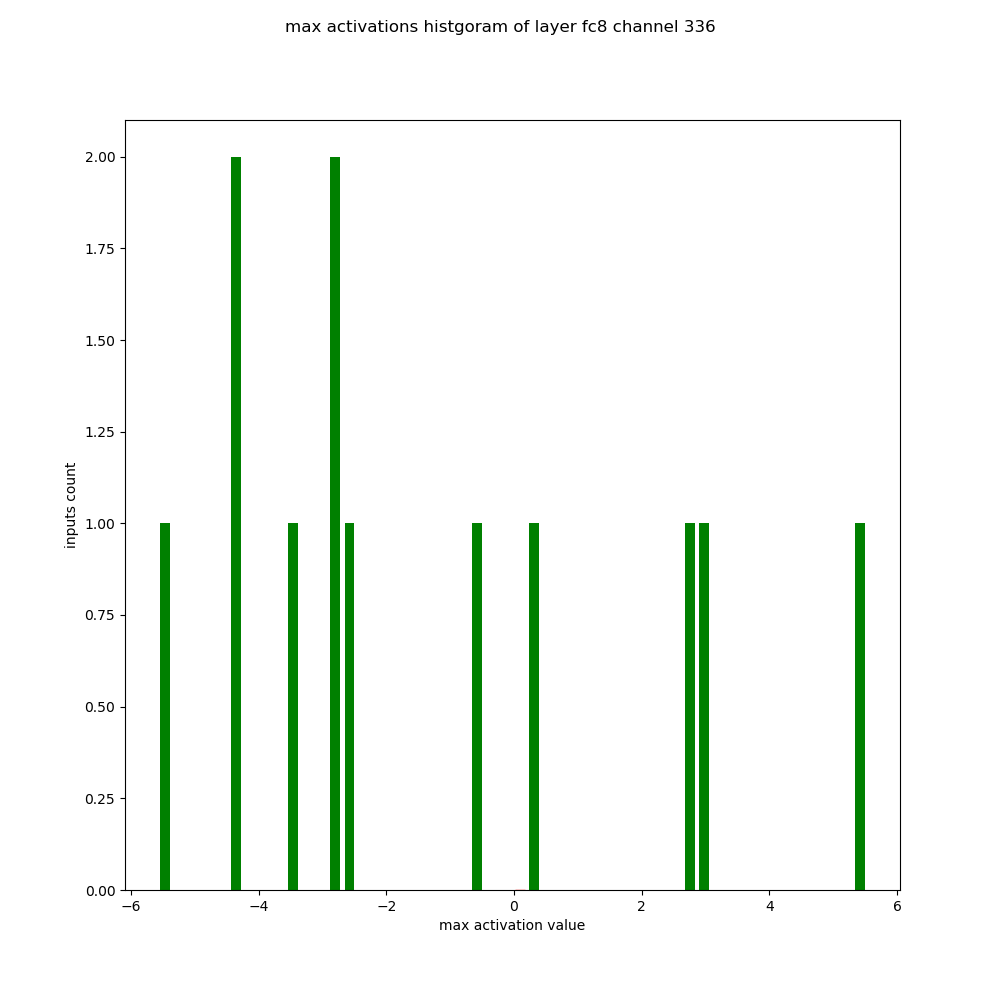 max activations histgoram of layer fc8 channel 336
2.00
1.75
1.50
1.25
1.00
0.75
0.50
0.25
0.00
inputs count
−6 −4 −2 0 2 4 6
max activation value